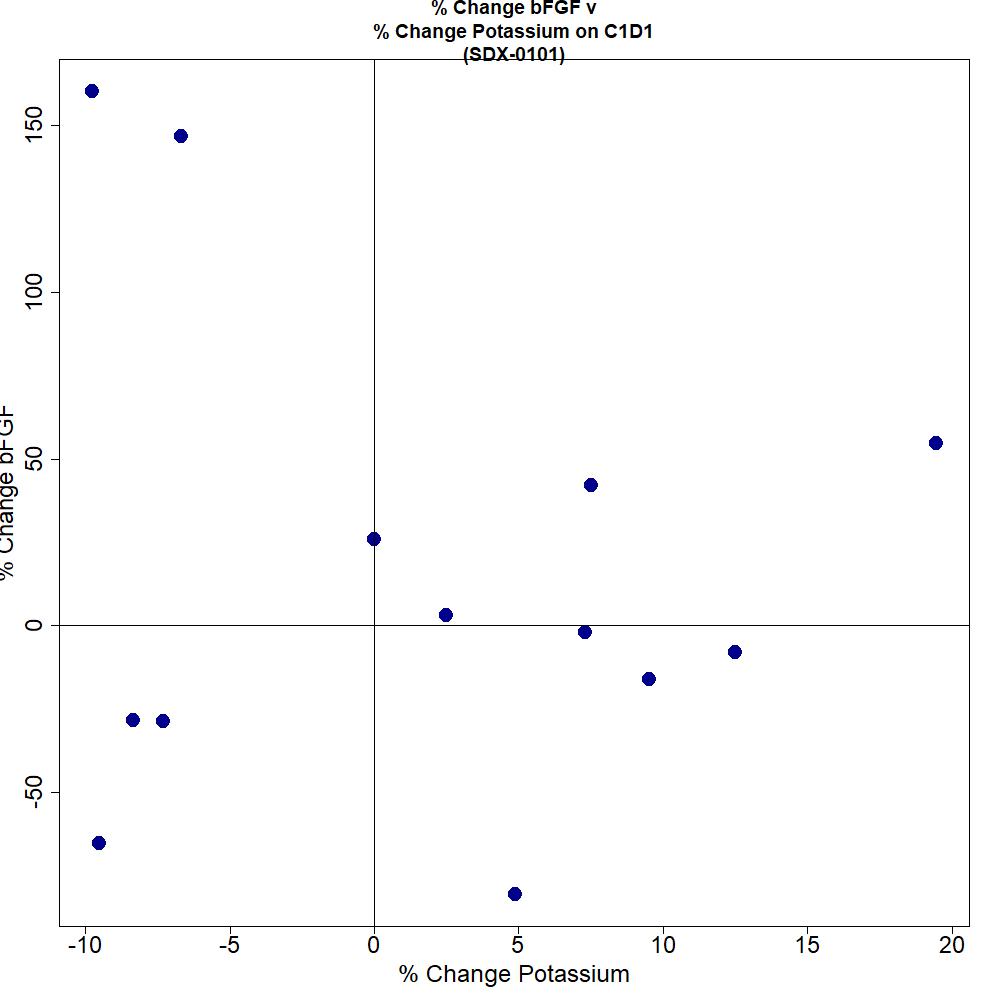 % Change bFGF v
% Change Potassium on C1D1
(SDX-0101)
150
100
50
0
-50
% Change bFGF
-10 -5 0 5 10 15 20
% Change Potassium